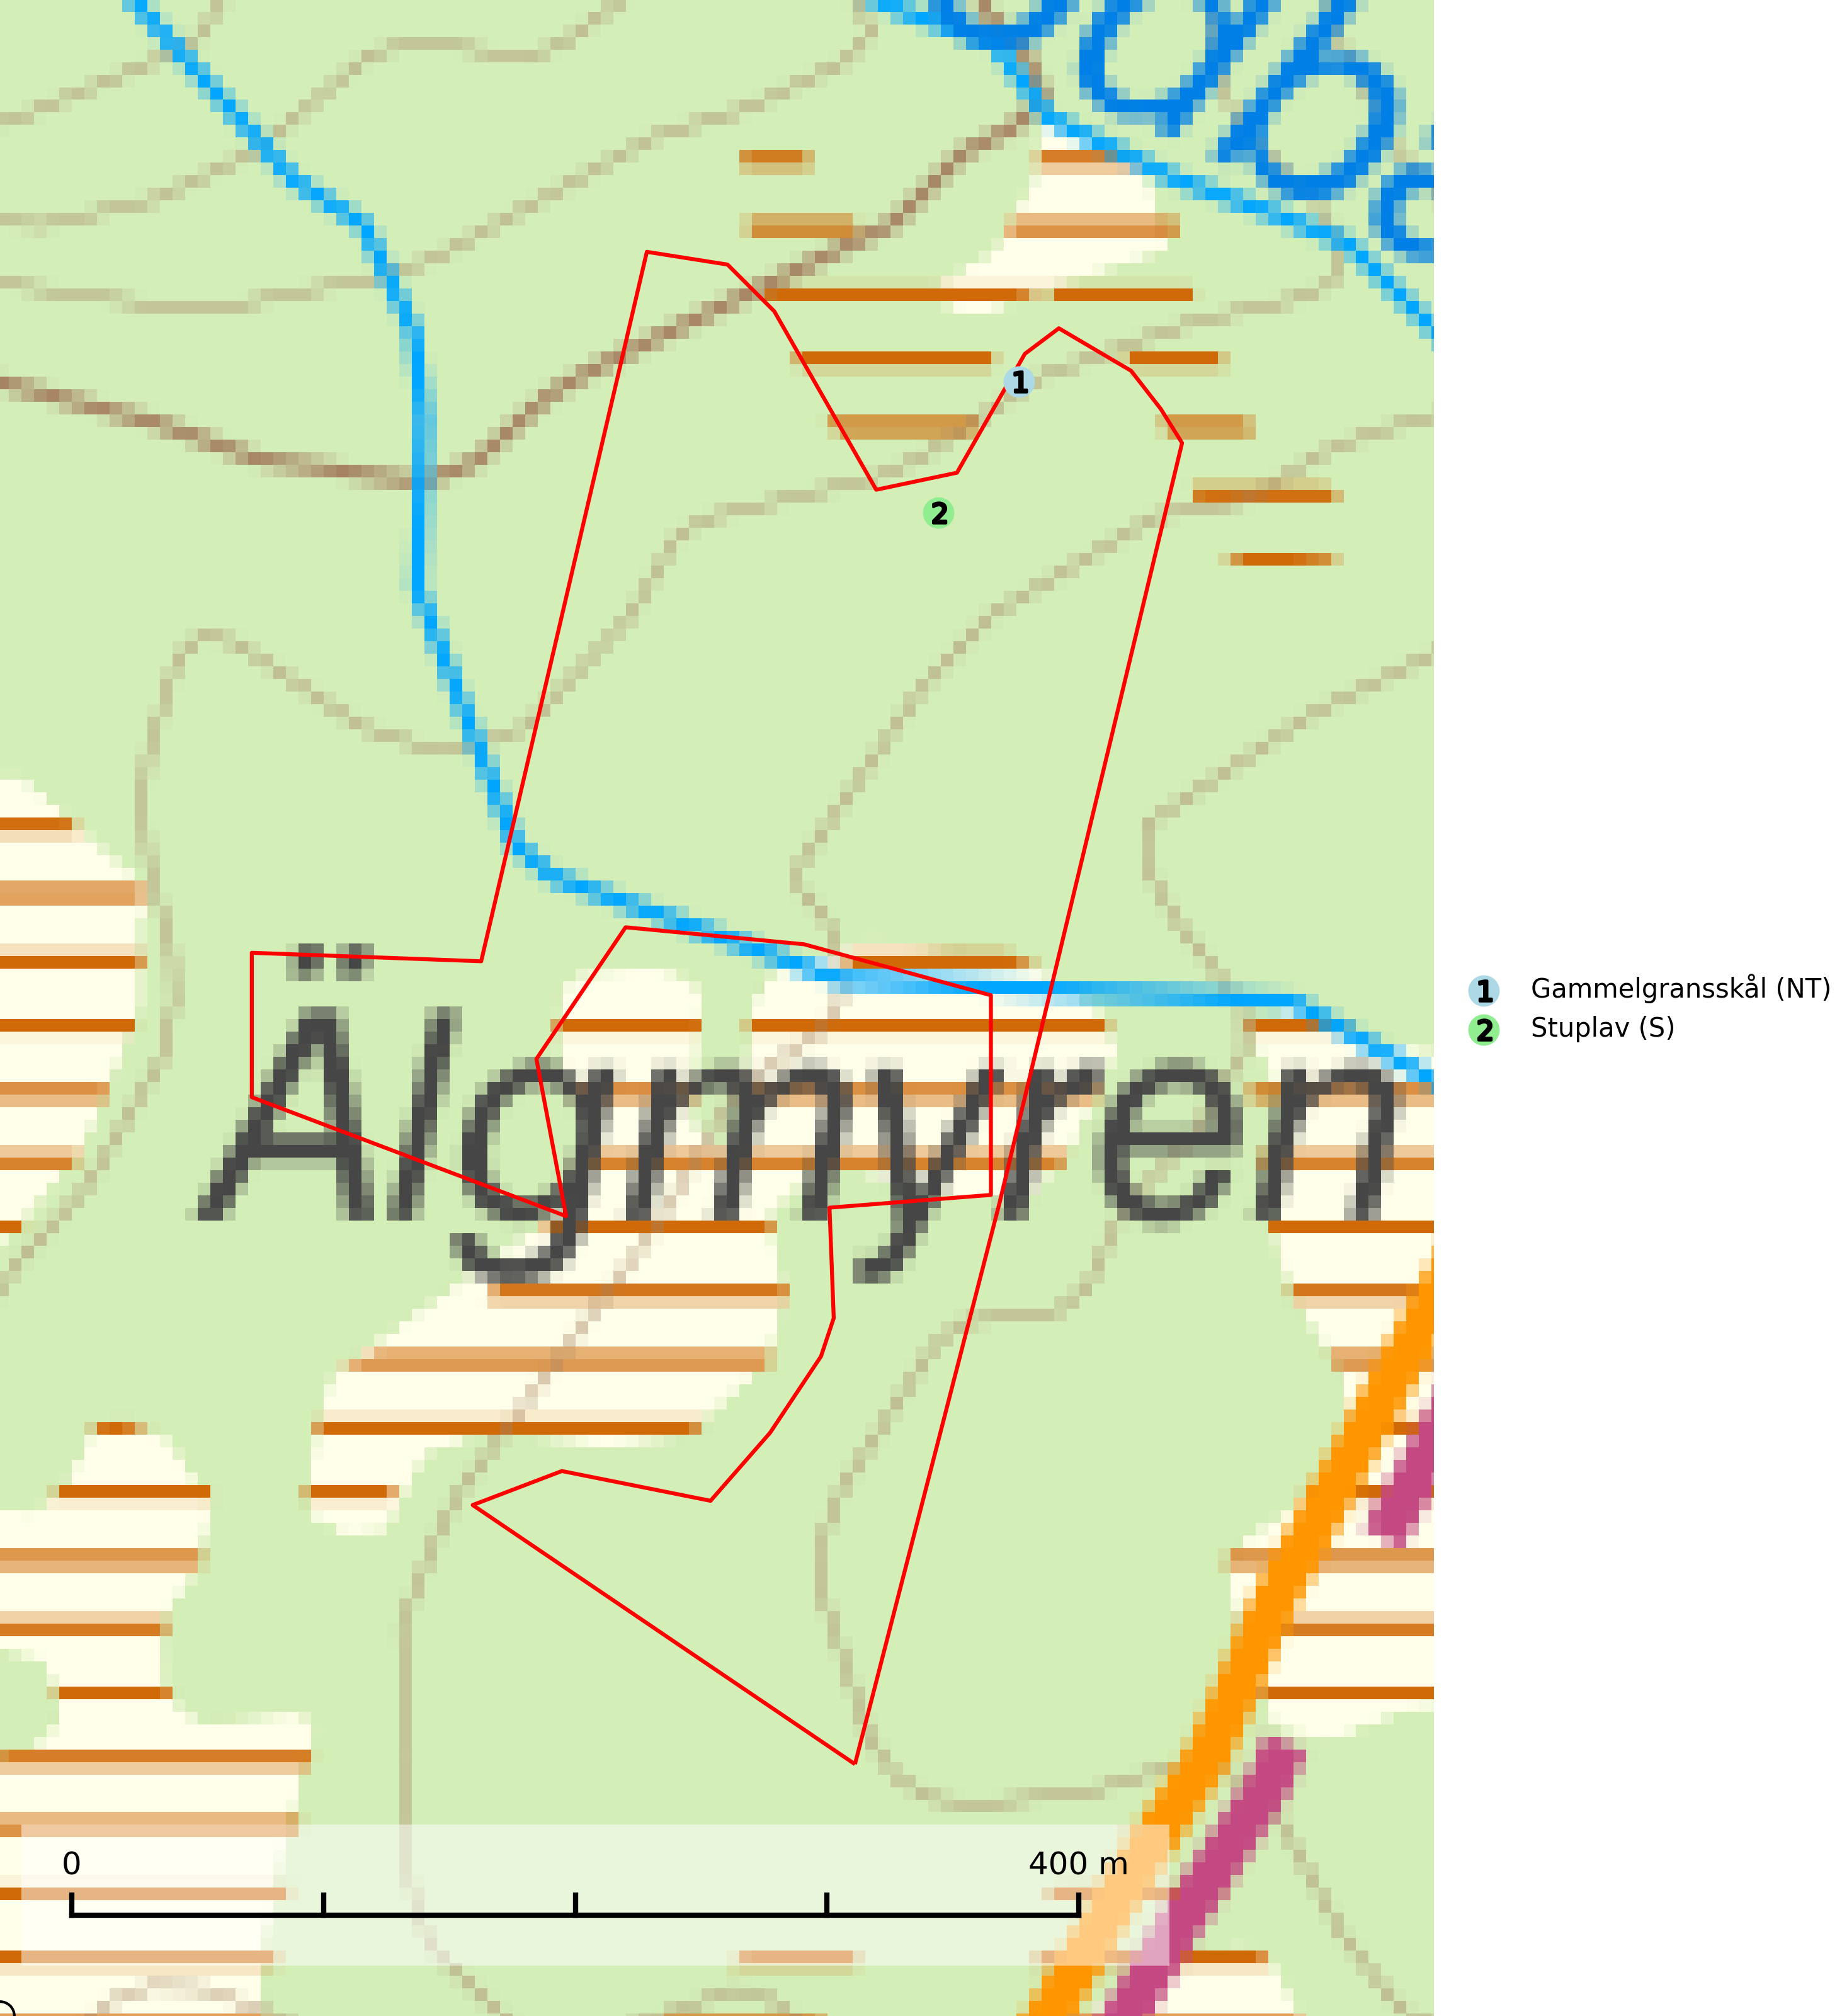 1
2
Älgmyren
1 Gammelgransskål (NT)
2 Stuplav (S)
0 400 m